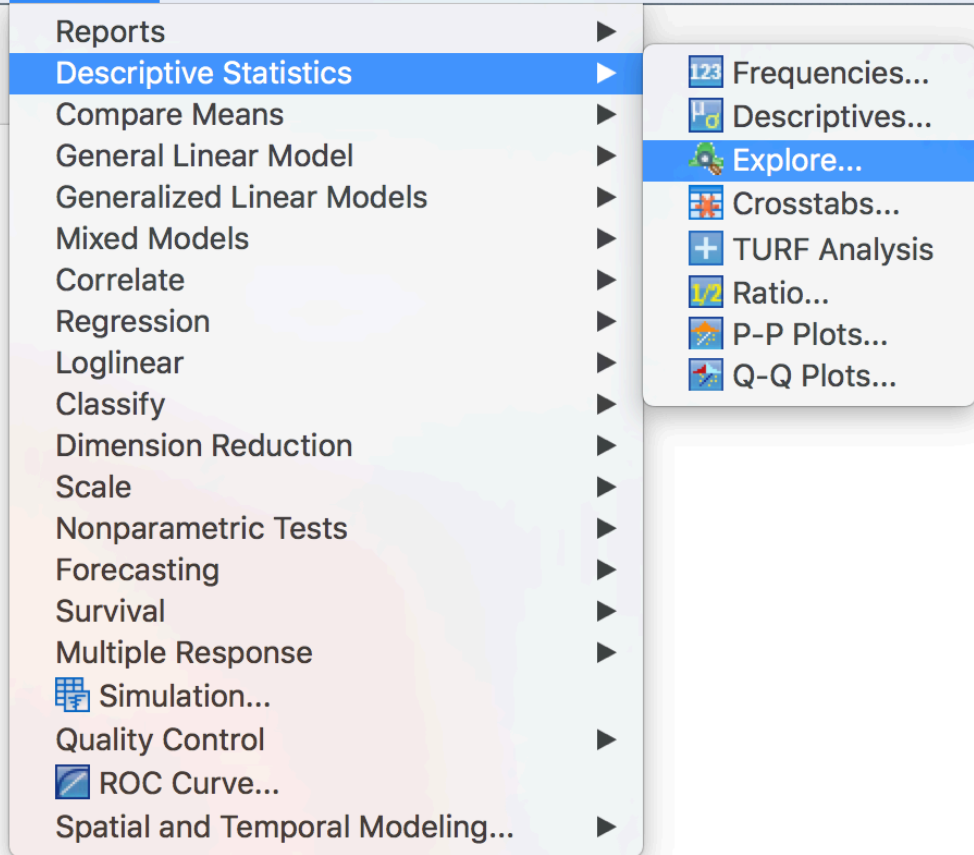 Reports
Descriptive Statistics
Compare Means
General Linear Model
Generalized Linear Models
Mixed Models
Correlate
Regression
Loglinear
Classify
Dimension Reduction
Scale
Nonparametric Tests
Forecasting
Survival
Multiple Response
Simulation...
Quality Control
ROC Curve...
Spatial and Temporal Modeling...
123 Frequencies...
μσ Descriptives...
Explore...
Crosstabs...
TURF Analysis
1/2 Ratio...
P-P Plots...
Q-Q Plots...